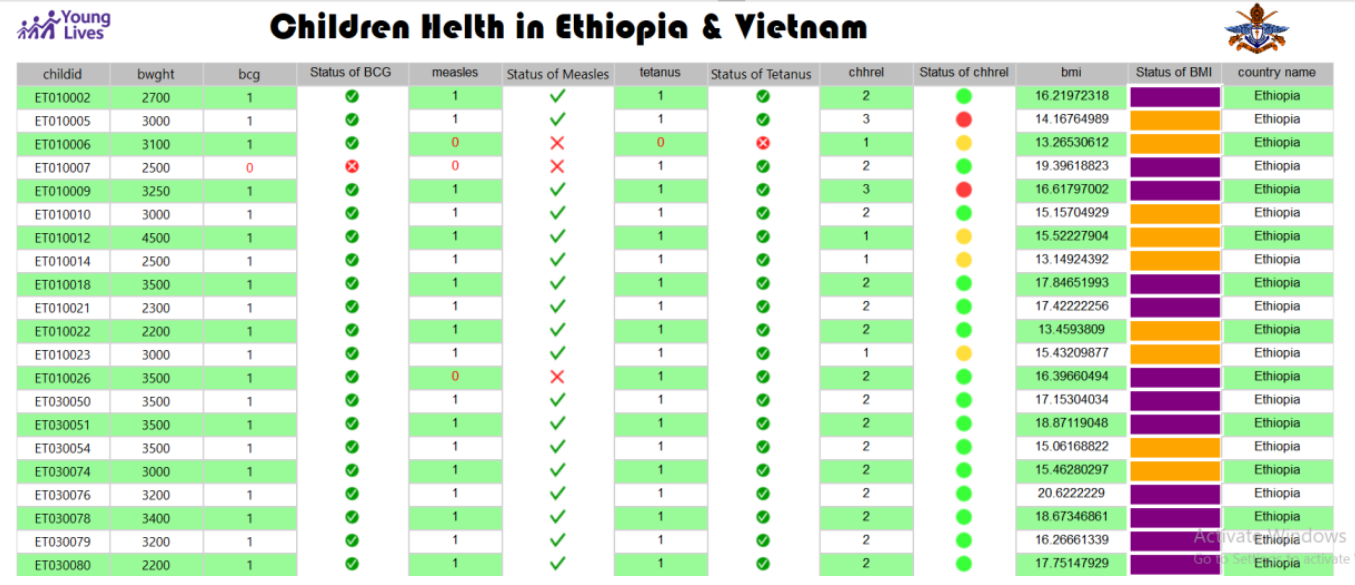 Young Lives
Children Helth in Ethiopia & Vietnam
childid bwght bcg Status of BCG measles Status of Measles tetanus Status of Tetanus chhrel Status of chhrel bmi Status of BMI country name
ET010002 2700 1 1 1 2 16.21972318 Ethiopia
ET010005 3000 1 1 1 3 14.16764989 Ethiopia
ET010006 3100 1 0 0 1 13.26530612 Ethiopia
ET010007 2500 0 0 1 2 19.39618823 Ethiopia
ET010009 3250 1 1 1 3 16.61797002 Ethiopia
ET010010 3000 1 1 1 2 15.15704929 Ethiopia
ET010012 4500 1 1 1 1 15.52227904 Ethiopia
ET010014 2500 1 1 1 1 13.14924392 Ethiopia
ET010018 3500 1 1 1 2 17.84651993 Ethiopia
ET010021 2300 1 1 1 2 17.42222256 Ethiopia
ET010022 2200 1 1 1 2 13.4593809 Ethiopia
ET010023 3000 1 1 1 1 15.43209877 Ethiopia
ET010026 3500 1 0 1 2 16.39660494 Ethiopia
ET030050 3500 1 1 1 2 17.15304034 Ethiopia
ET030051 3500 1 1 1 2 18.87119048 Ethiopia
ET030054 3500 1 1 1 2 15.06168822 Ethiopia
ET030074 3000 1 1 1 2 15.46280297 Ethiopia
ET030076 3200 1 1 1 2 20.6222229 Ethiopia
ET030078 3400 1 1 1 2 18.67346861 Ethiopia
ET030079 3200 1 1 1 2 16.26661339 Ethiopia
Activate Windows
ET030080 2200 1 1 1 2 17.75147929 Ethiopia
Go to Settings to activate